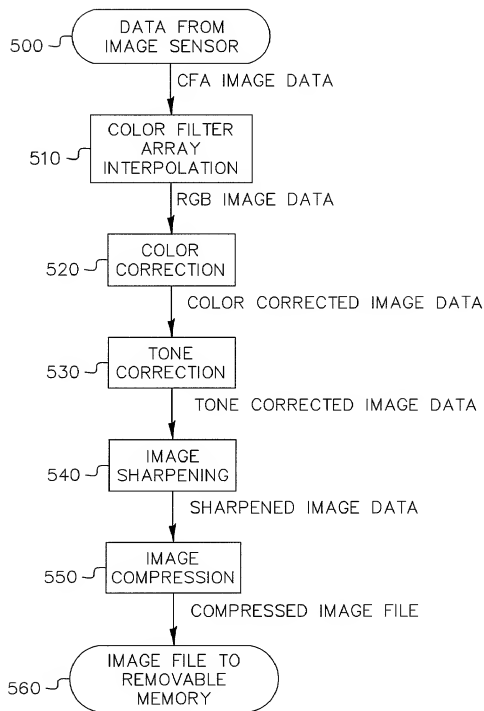 500
DATA FROM
IMAGE SENSOR
CFA IMAGE DATA
510
COLOR FILTER
ARRAY
INTERPOLATION
RGB IMAGE DATA
520
COLOR
CORRECTION
COLOR CORRECTED IMAGE DATA
530
TONE
CORRECTION
TONE CORRECTED IMAGE DATA
540
IMAGE
SHARPENING
SHARPENED IMAGE DATA
550
IMAGE
COMPRESSION
COMPRESSED IMAGE FILE
560
IMAGE FILE TO
REMOVABLE
MEMORY